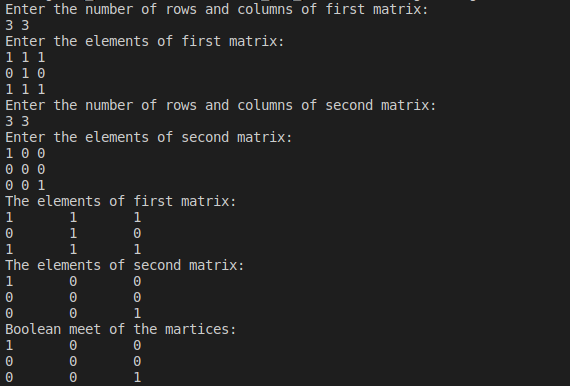 Enter the number of rows and columns of first matrix:
3 3
Enter the elements of first matrix:
1 1 1
0 1 0
1 1 1
Enter the number of rows and columns of second matrix:
3 3
Enter the elements of second matrix:
1 0 0
0 0 0
0 0 1
The elements of first matrix:
1 1 1
0 1 0
1 1 1
The elements of second matrix:
1 0 0
0 0 0
0 0 1
Boolean meet of the martices:
1 0 0
0 0 0
0 0 1